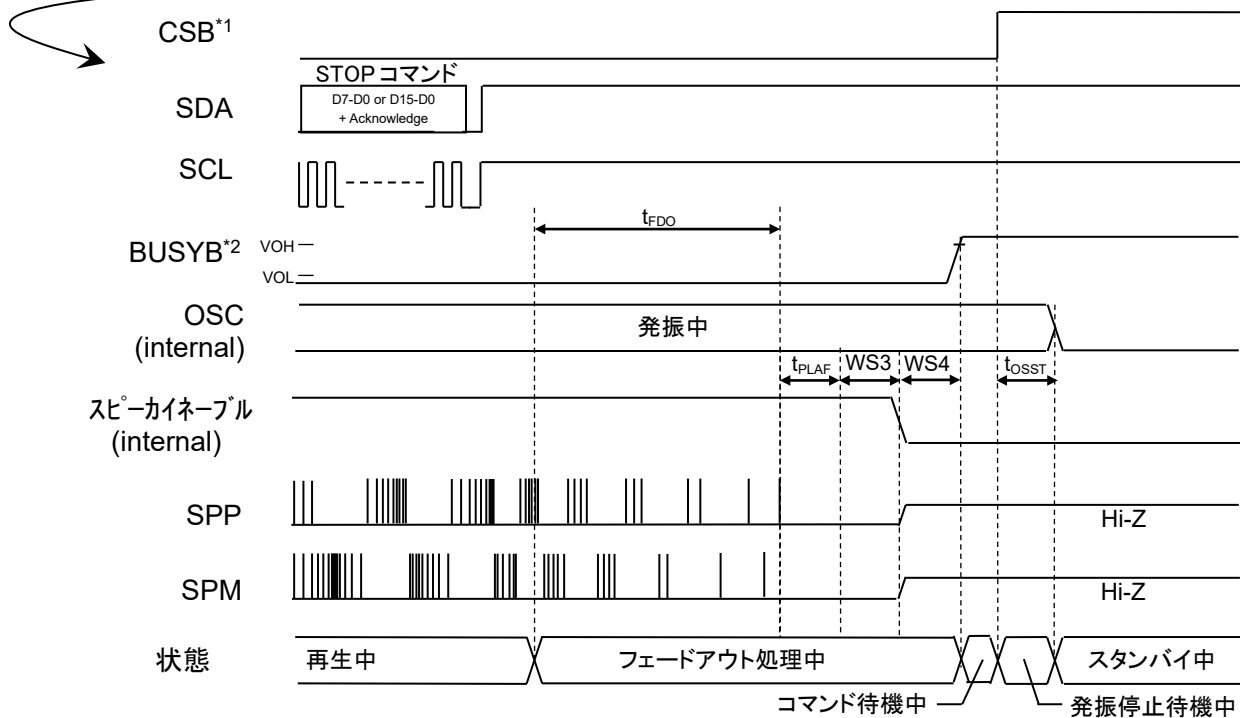 CSB*1
STOPコマンド
SDA
D7-D0 or D15-D0
+ Acknowledge
SCL
tFDO
BUSYB*2
VOH
VOL
OSC
(internal)
発振中
tPLAF
WS3
WS4
tOSST
スピーカイネーブル
(internal)
SPP
Hi-Z
SPM
Hi-Z
状態
再生中
フェードアウト処理中
スタンバイ中
コマンド待機中
発振停止待機中